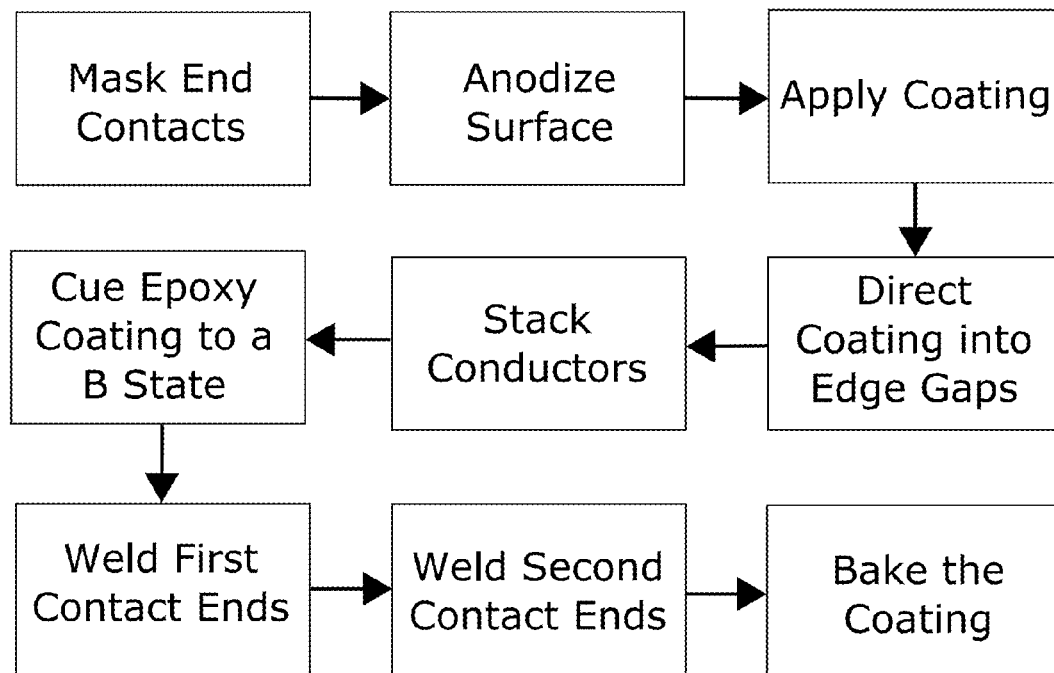 Mask End
Contacts
Anodize
Surface
Apply Coating
Direct
Coating into
Edge Gaps
Stack
Conductors
Cue Epoxy
Coating to a
B State
Weld First
Contact Ends
Weld Second
Contact Ends
Bake the
Coating